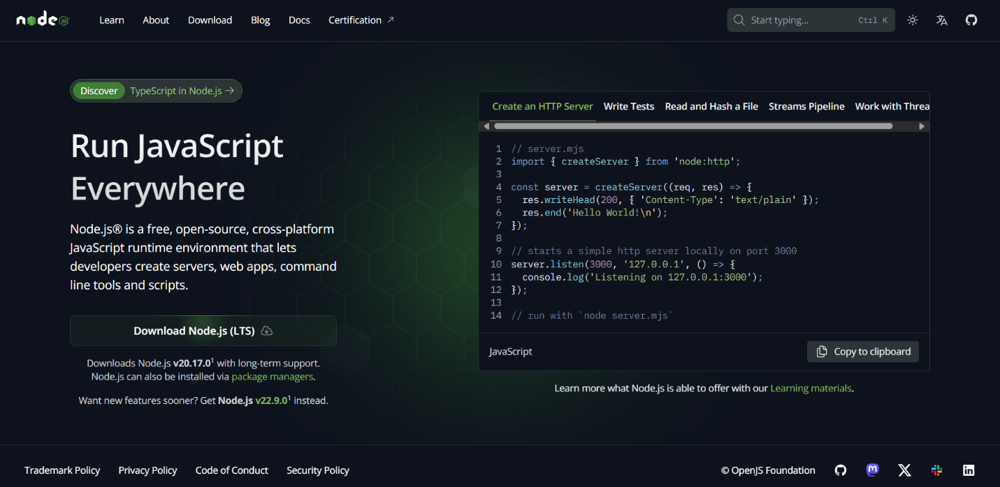 node JS
Learn About Download Blog Docs Certification
Start typing... Ctrl K
Discover TypeScript in Node.js
Run JavaScript
Everywhere
Node.js® is a free, open-source, cross-platform
JavaScript runtime environment that lets
developers create servers, web apps, command
line tools and scripts.
Download Node.js (LTS)
Downloads Node.js v20.17.0¹ with long-term support.
Node.js can also be installed via package managers.
Want new features sooner? Get Node.js v22.9.0¹ instead.
Create an HTTP Server Write Tests Read and Hash a File Streams Pipeline Work with Threa
1 // server.mjs
2 import { createServer } from 'node:http';
3
4 const server = createServer((req, res) => {
5   res.writeHead(200, { 'Content-Type': 'text/plain' });
6   res.end('Hello World!\n');
7 });
8
9 // starts a simple http server locally on port 3000
10 server.listen(3000, '127.0.0.1', () => {
11   console.log('Listening on 127.0.0.1:3000');
12 });
13
14 // run with `node server.mjs`
JavaScript Copy to clipboard
Learn more what Node.js is able to offer with our Learning materials.
Trademark Policy Privacy Policy Code of Conduct Security Policy © OpenJS Foundation